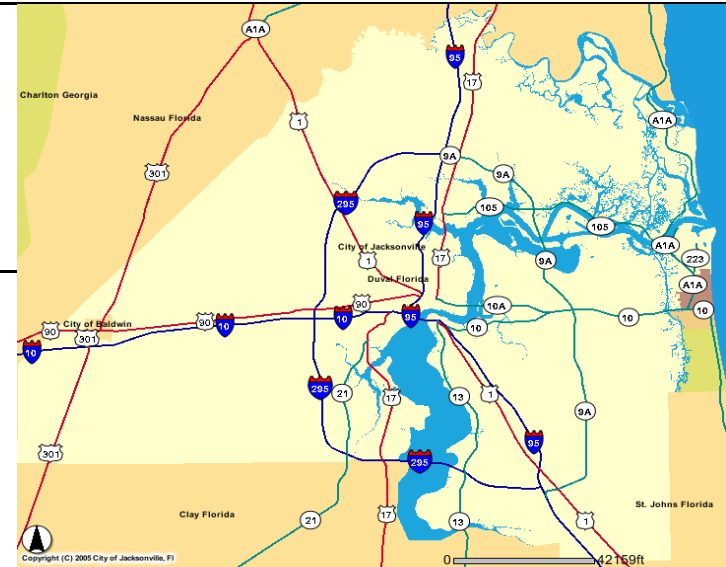 A1A
95
17
Charlton Georgia
Nassau Florida
1
A1A
9A
301
9A
295
105
95
105
City of Jacksonville
A1A
1
17
9A
223
Duval Florida
A1A
90
10A
10
90
City of Baldwin
90
10
10
95
10
10
301
10
295
21
17
13
1
9A
95
301
295
St. Johns Florida
Clay Florida
21
17
13
1
Copyright (C) 2005 City of Jacksonville, Fl
0
42159ft